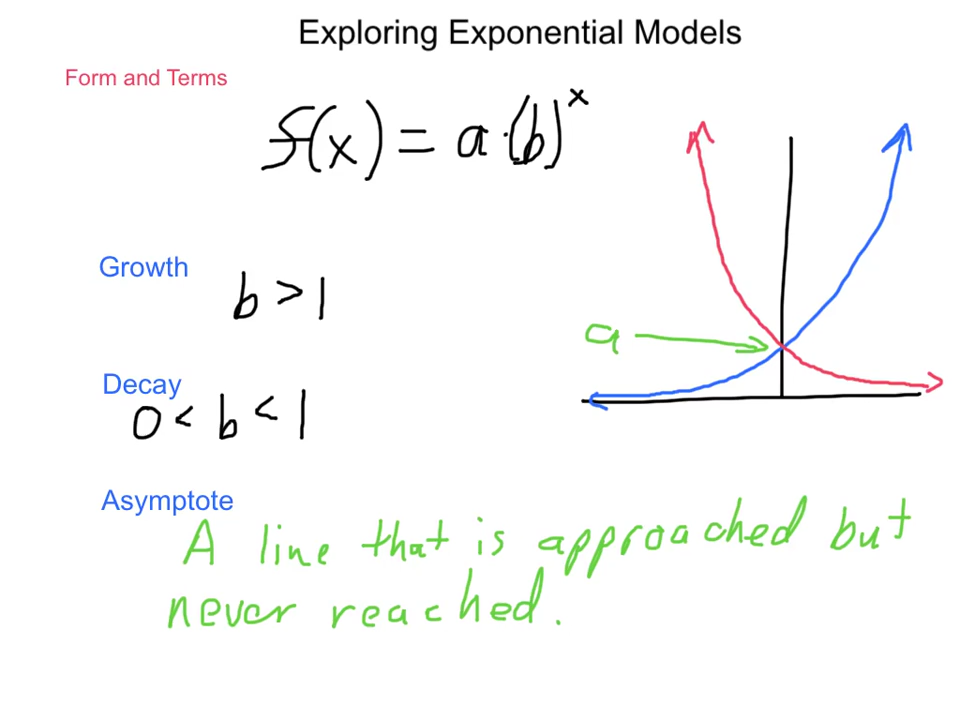 Exploring Exponential Models
Form and Terms
f(x) = a·(b)^x
Growth
b > 1
a
Decay
0 < b < 1
Asymptote
A line that is approached but
never reached.